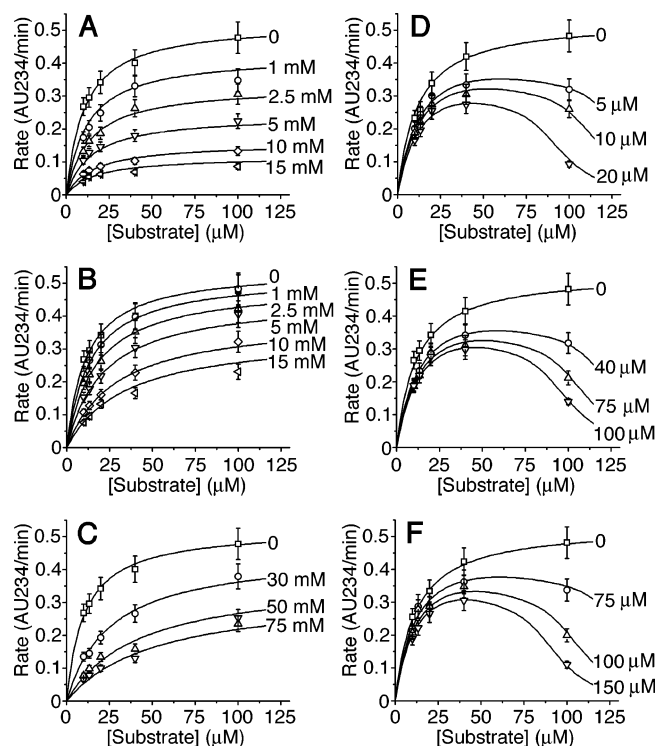 A
Rate (AU234/min)
0.5
0.4
0.3
0.2
0.1
0
0 25 50 75 100 125
[Substrate] (μM)
0
1 mM
2.5 mM
5 mM
10 mM
15 mM
D
Rate (AU234/min)
0.5
0.4
0.3
0.2
0.1
0
0 25 50 75 100 125
[Substrate] (μM)
0
5 μM
10 μM
20 μM
B
Rate (AU234/min)
0.5
0.4
0.3
0.2
0.1
0
0 25 50 75 100 125
[Substrate] (μM)
0
1 mM
2.5 mM
5 mM
10 mM
15 mM
E
Rate (AU234/min)
0.5
0.4
0.3
0.2
0.1
0
0 25 50 75 100 125
[Substrate] (μM)
0
40 μM
75 μM
100 μM
C
Rate (AU234/min)
0.5
0.4
0.3
0.2
0.1
0
0 25 50 75 100 125
[Substrate] (μM)
0
30 mM
50 mM
75 mM
F
Rate (AU234/min)
0.5
0.4
0.3
0.2
0.1
0
0 25 50 75 100 125
[Substrate] (μM)
0
75 μM
100 μM
150 μM